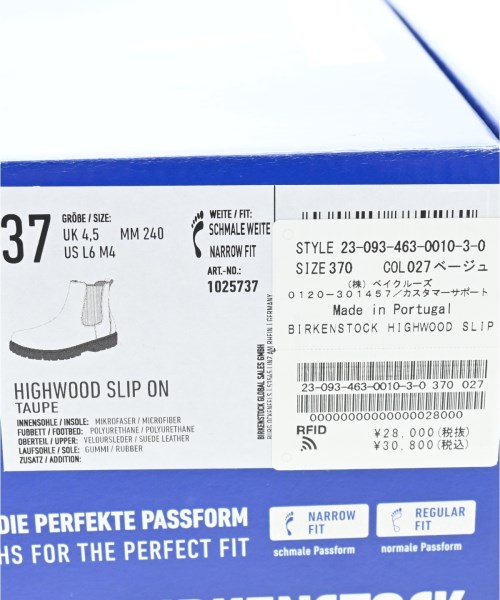 37
GRÖßE / SIZE:
UK 4,5 MM 240
US L6 M4
WEITE / FIT:
SCHMALE WEITE
NARROW FIT
ART.-NO.:
1025737
HIGHWOOD SLIP ON
TAUPE
INNENSOHLE / INSOLE: MIKROFASER / MICROFIBER
FUßBETT / FOOTBED: POLYURETHANE / POLYURETHANE
OBERTEIL / UPPER: VELOURSLEDER / SUEDE LEATHER
LAUFSOHLE / SOLE: GUMMI / RUBBER
ZUSATZ / ADDITION:
BIRKENSTOCK GLOBAL SALES GMBH
STYLE 23-093-463-0010-3-0
SIZE 370 COL 027 ベージュ
(株) ベイクルーズ
0120-301457/カスタマーサポート
Made in Portugal
BIRKENSTOCK HIGHWOOD SLIP
23-093-463-0010-3-0 370 027
00000000000000028000
RFID
¥28,000(税抜)
¥30,800(税込)
DIE PERFEKTE PASSFORM
HS FOR THE PERFECT FIT
NARROW
FIT
schmale Passform
REGULAR
FIT
normale Passform